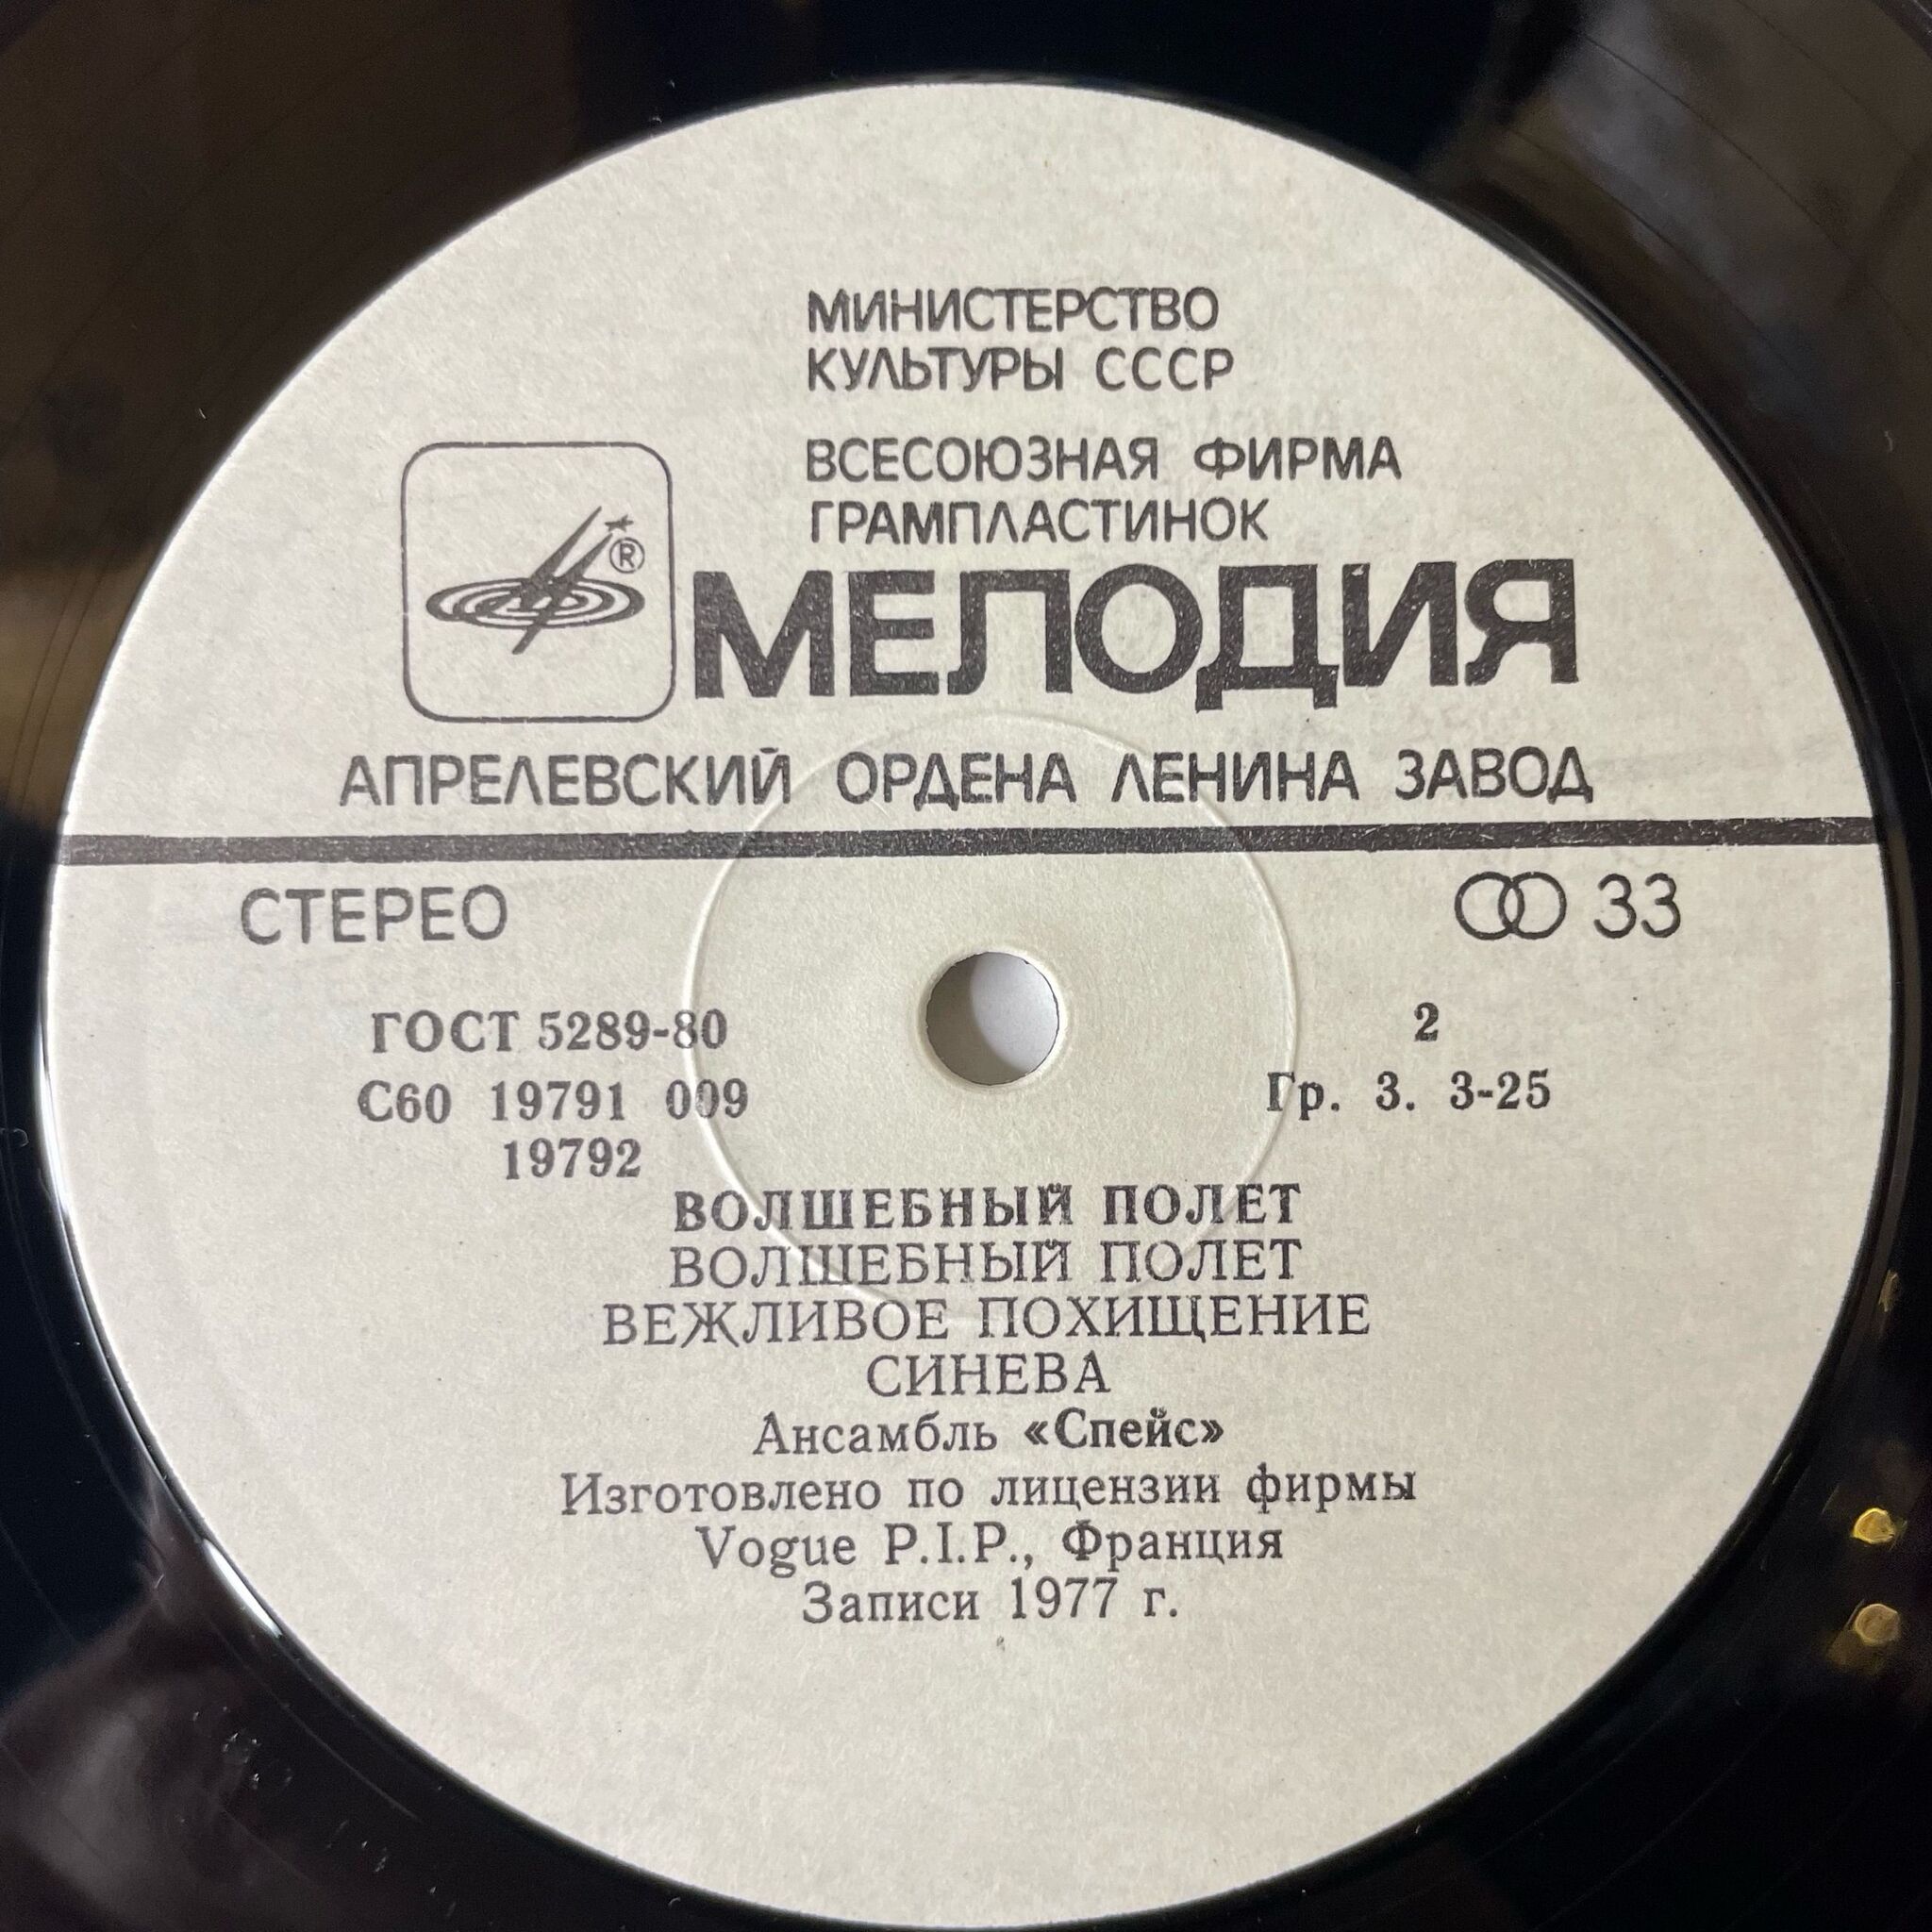 МИНИСТЕРСТВО
КУЛЬТУРЫ СССР
ВСЕСОЮЗНАЯ ФИРМА
ГРАМПЛАСТИНОК
®
МЕЛОДИЯ
АПРЕЛЕВСКИЙ ОРДЕНА ЛЕНИНА ЗАВОД
СТЕРЕО
33
ГОСТ 5289-80
2
С60 19791 009
Гр. 3. 3-25
19792
ВОЛШЕБНЫЙ ПОЛЕТ
ВОЛШЕБНЫЙ ПОЛЕТ
ВЕЖЛИВОЕ ПОХИЩЕНИЕ
СИНЕВА
Ансамбль «Спейс»
Изготовлено по лицензии фирмы
Vogue P.I.P., Франция
Записи 1977 г.